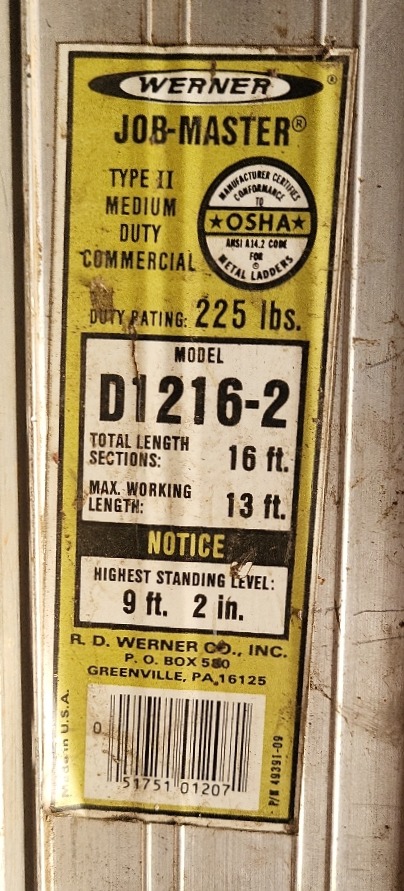 WERNER®
JOB-MASTER®
TYPE II
MEDIUM
DUTY
COMMERCIAL
MANUFACTURER CERTIFIES
CONFORMANCE
TO
★OSHA★
ANSI A14.2 CODE
FOR
©
METAL LADDERS
DUTY RATING: 225 lbs.
MODEL
D1216-2
TOTAL LENGTH
SECTIONS: 16 ft.
MAX. WORKING
LENGTH: 13 ft.
NOTICE
HIGHEST STANDING LEVEL:
9 ft. 2 in.
R. D. WERNER CO., INC.
P. O. BOX 580
GREENVILLE, PA 16125
Made in U.S.A.
0 51751 01207
P/N 49391-09